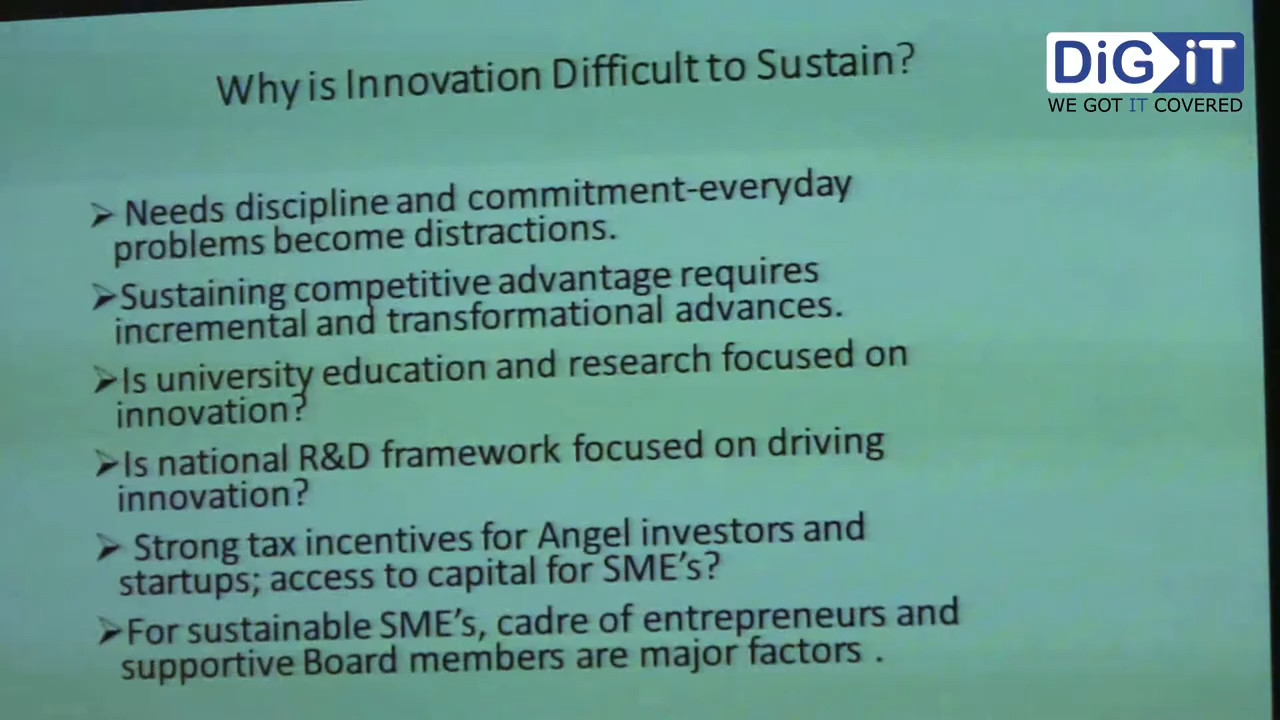 Why is Innovation Difficult to Sustain?
DiGiT
WE GOT IT COVERED
➢ Needs discipline and commitment-everyday
problems become distractions.
➢Sustaining competitive advantage requires
incremental and transformational advances.
➢Is university education and research focused on
innovation?
➢Is national R&D framework focused on driving
innovation?
➢ Strong tax incentives for Angel investors and
startups; access to capital for SME's?
➢For sustainable SME's, cadre of entrepreneurs and
supportive Board members are major factors .